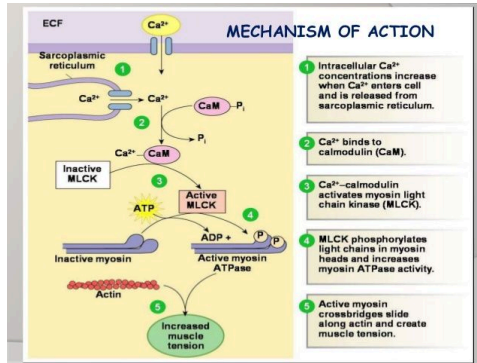 ECF
Ca²⁺
MECHANISM OF ACTION
Sarcoplasmic
reticulum
1
Ca²⁺
Ca²⁺
CaM
Pᵢ
2
Pᵢ
Ca²⁺
CaM
Inactive
MLCK
3
Active
MLCK
ATP
4
ADP +
P
P
Inactive myosin
Active myosin
ATPase
Actin
5
Increased
muscle
tension
1 Intracellular Ca²⁺
concentrations increase
when Ca²⁺ enters cell
and is released from
sarcoplasmic reticulum.
2 Ca²⁺ binds to
calmodulin (CaM).
3 Ca²⁺–calmodulin
activates myosin light
chain kinase (MLCK).
4 MLCK phosphorylates
light chains in myosin
heads and increases
myosin ATPase activity.
5 Active myosin
crossbridges slide
along actin and create
muscle tension.